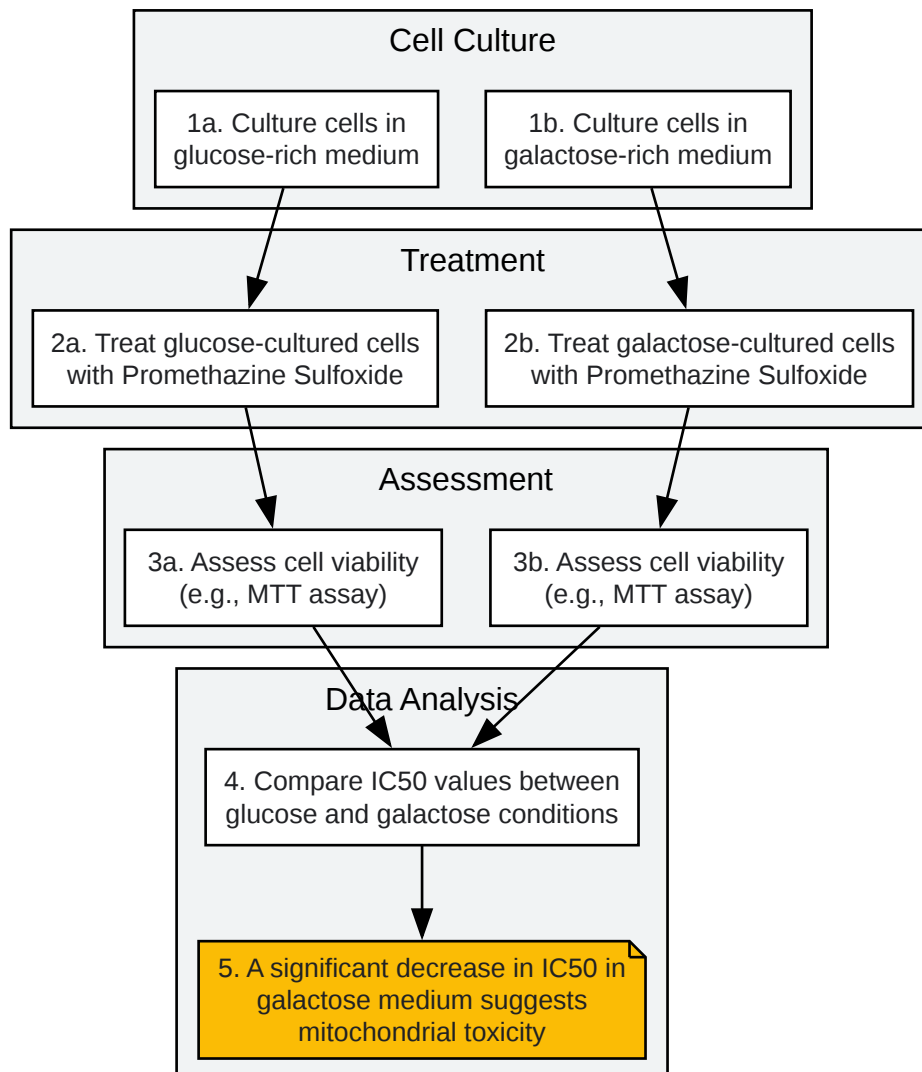 Cell Culture
1a. Culture cells in
glucose-rich medium
1b. Culture cells in
galactose-rich medium
Treatment
2a. Treat glucose-cultured cells
with Promethazine Sulfoxide
2b. Treat galactose-cultured cells
with Promethazine Sulfoxide
Assessment
3a. Assess cell viability
(e.g., MTT assay)
3b. Assess cell viability
(e.g., MTT assay)
Data Analysis
4. Compare IC50 values between
glucose and galactose conditions
5. A significant decrease in IC50 in
galactose medium suggests
mitochondrial toxicity